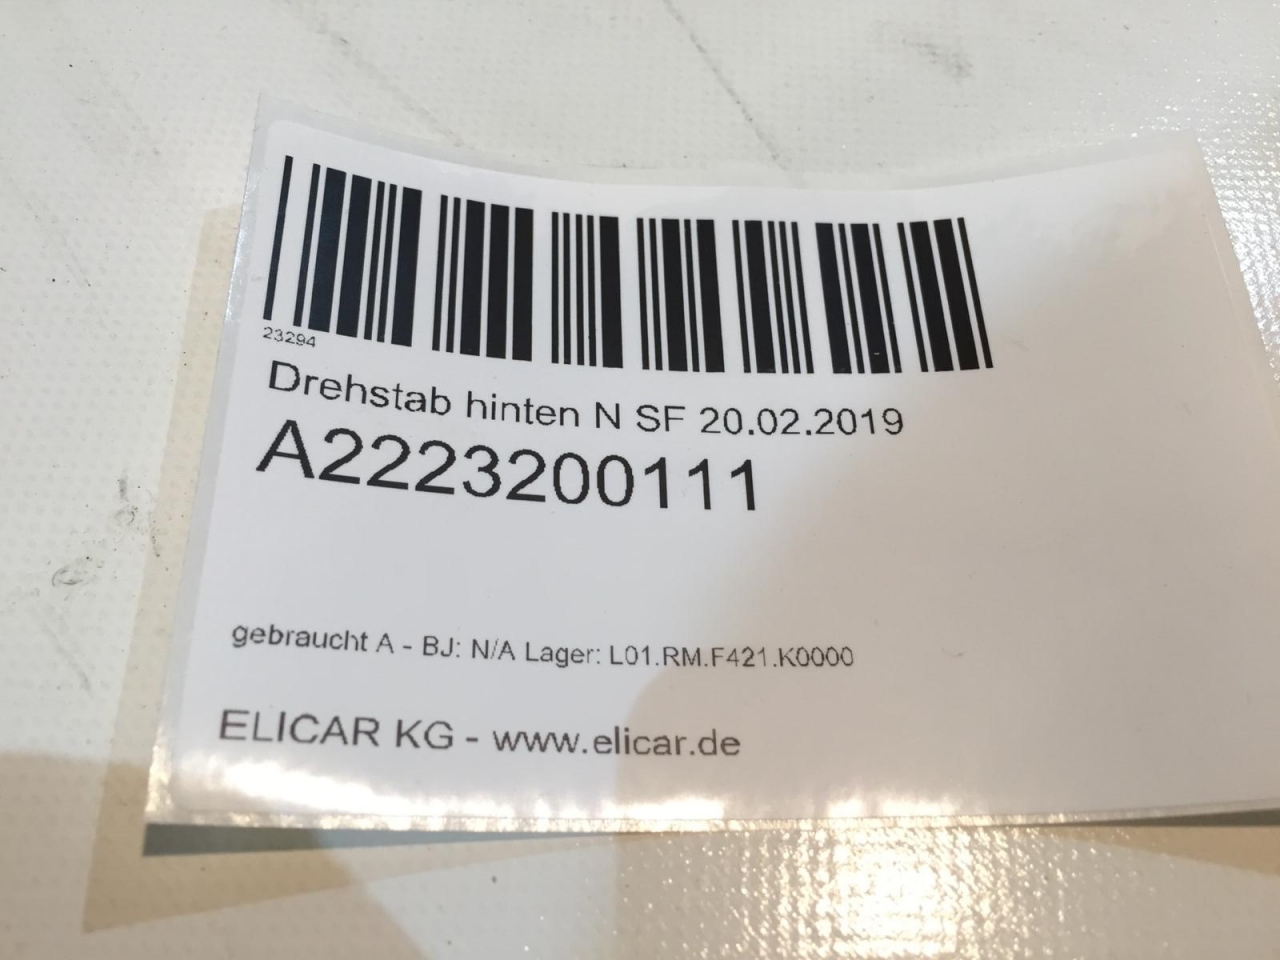 23294
Drehstab hinten N SF 20.02.2019
A2223200111
gebraucht A - BJ: N/A Lager: L01.RM.F421.K0000
ELICAR KG - www.elicar.de